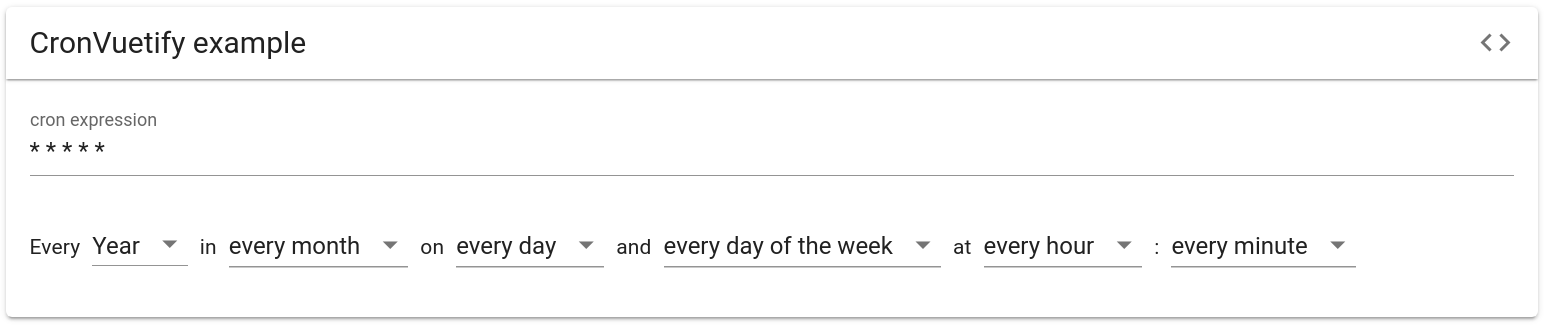 CronVuetify example
cron expression
* * * * *
Every Year in every month on every day and every day of the week at every hour : every minute